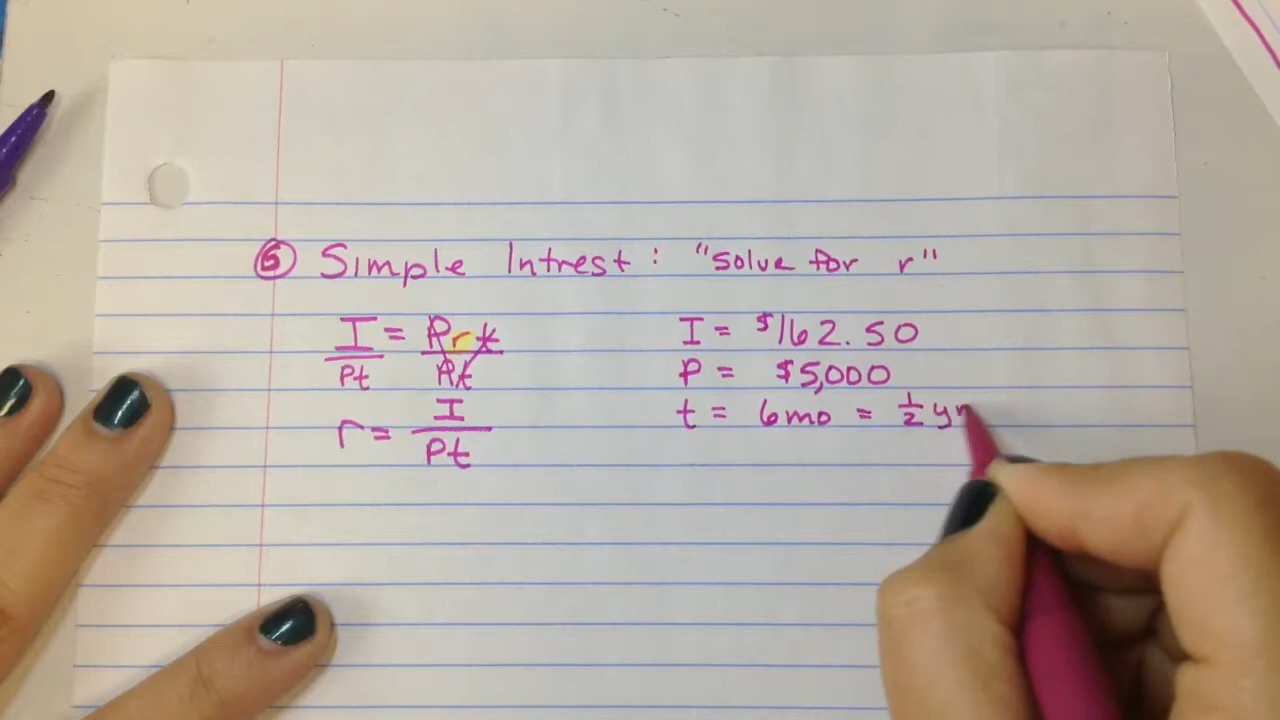 ⑤ Simple Intrest: "solve for r"
I/Pt = Prt/Pt
r = I/Pt
I = $162.50
P = $5,000
t = 6mo = 1/2 yr